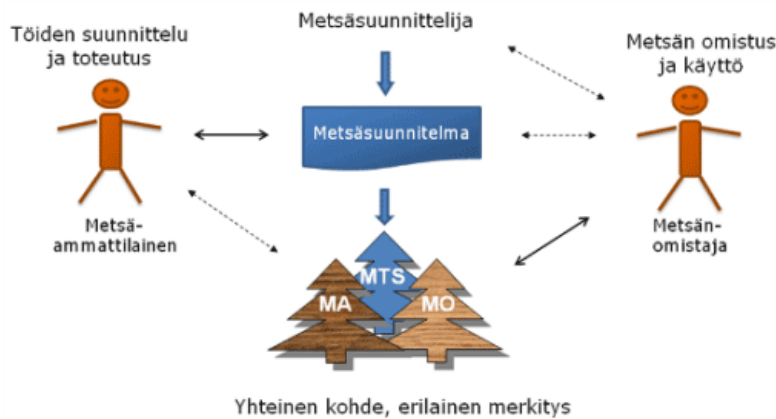 Töiden suunnittelu
ja toteutus
Metsäsuunnittelija
Metsän omistus
ja käyttö
Metsäsuunnitelma
Metsä-
ammattilainen
Metsän-
omistaja
MTS
MA
MO
Yhteinen kohde, erilainen merkitys